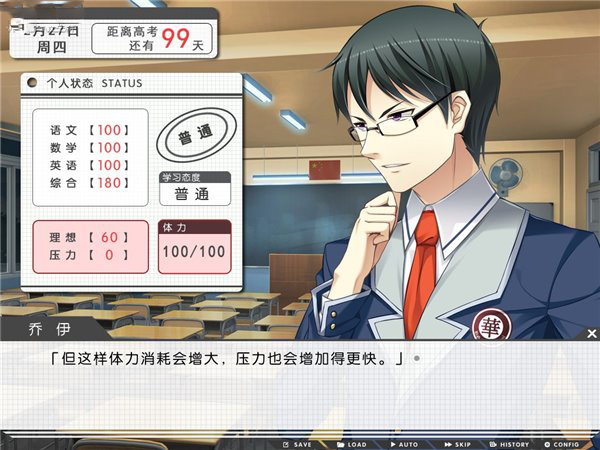 月27日
周四
距离高考
还有 99 天
个人状态 STATUS
语文【100】
数学【100】
英语【100】
综合【180】
普通
学习态度
普通
理想【 60】
压力【 0】
体力
100/100
華
乔 伊
「但这样体力消耗会增大，压力也会增加得更快。」
SAVE LOAD AUTO SKIP HISTORY CONFIG